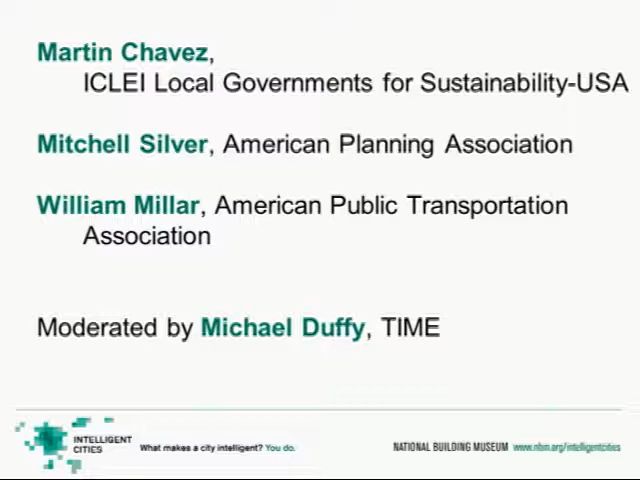 Martin Chavez,
ICLEI Local Governments for Sustainability-USA
Mitchell Silver, American Planning Association
William Millar, American Public Transportation
Association
Moderated by Michael Duffy, TIME
INTELLIGENT
CITIES
What makes a city intelligent? You do.
NATIONAL BUILDING MUSEUM www.nbm.org/intelligentcities